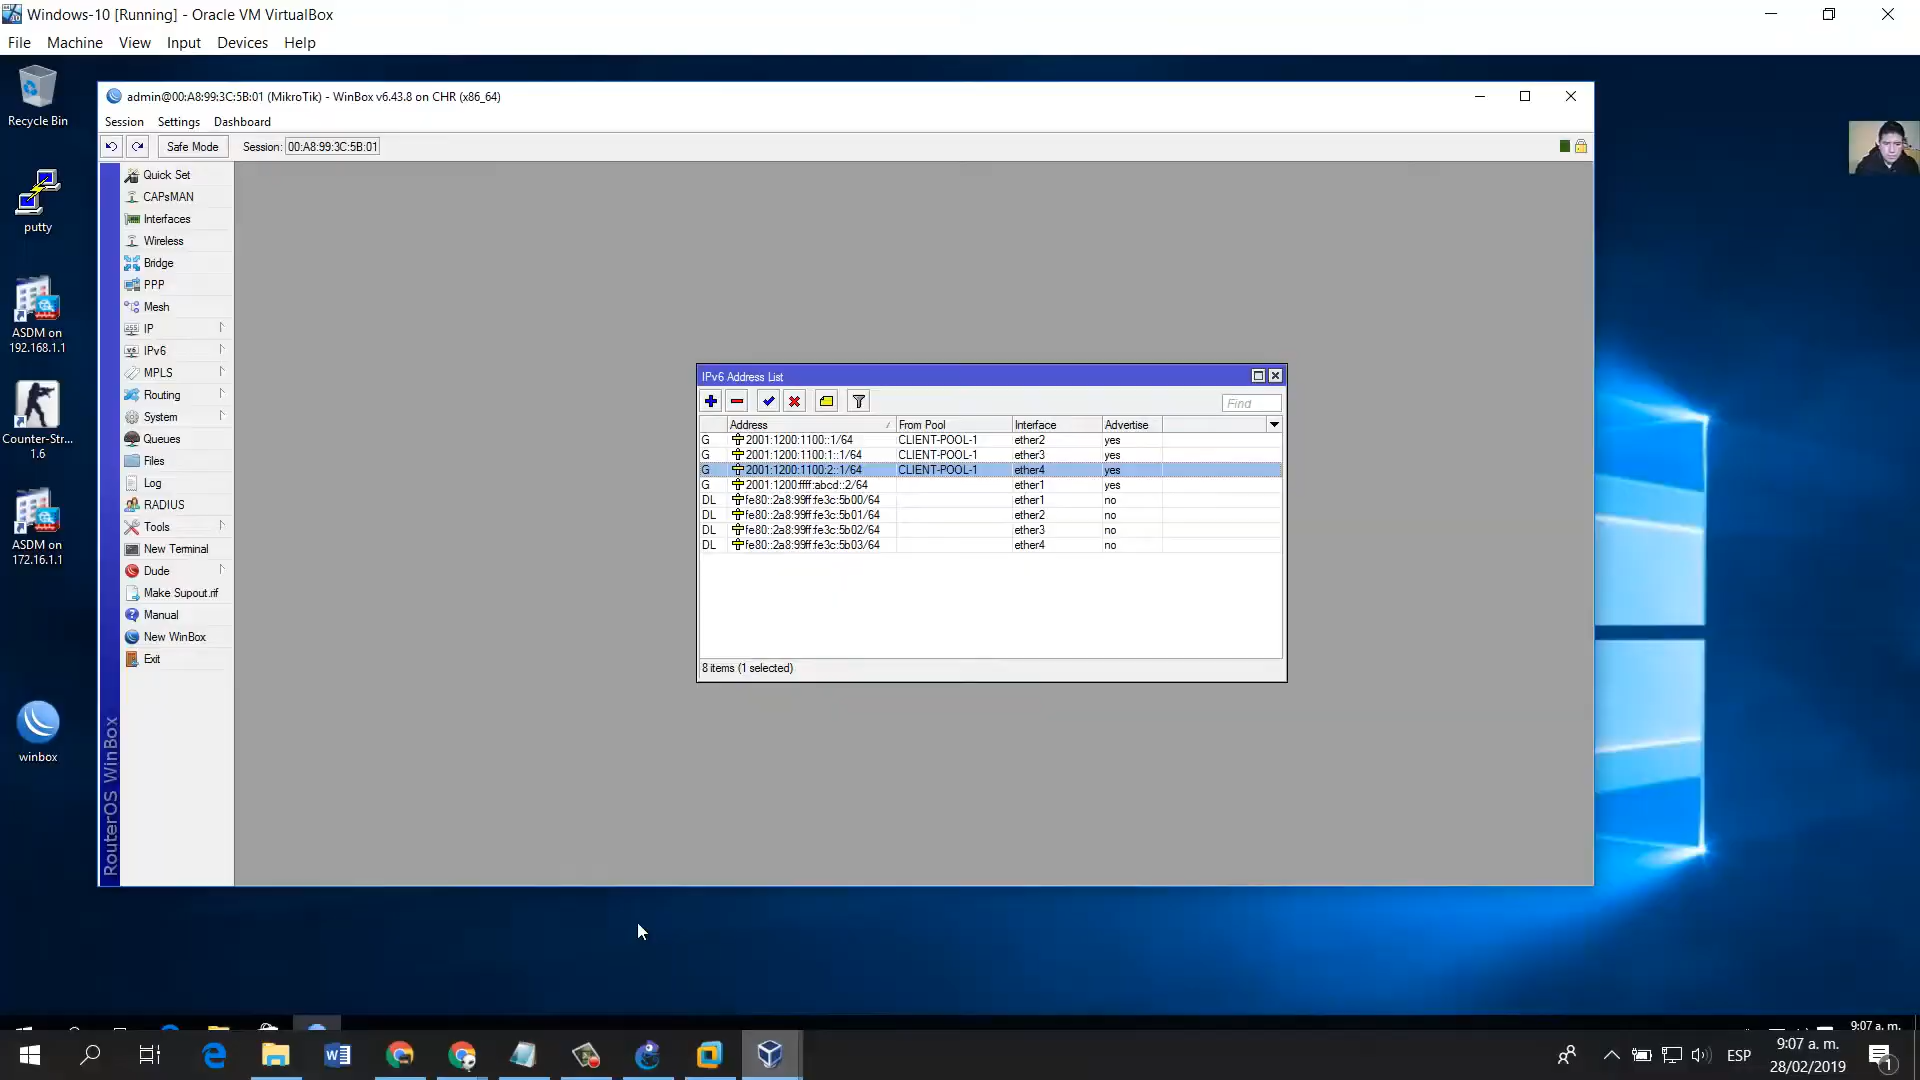 Windows-10 [Running] - Oracle VM VirtualBox
File Machine View Input Devices Help
Recycle Bin
putty
ASDM on
192.168.1.1
Counter-Str...
1.6
ASDM on
172.16.1.1
winbox
admin@00:A8:99:3C:5B:01 (MikroTik) - WinBox v6.43.8 on CHR (x86_64)
Session Settings Dashboard
Safe Mode Session: 00:A8:99:3C:5B:01
Quick Set
CAPsMAN
Interfaces
Wireless
Bridge
PPP
Mesh
IP
IPv6
MPLS
Routing
System
Queues
Files
Log
RADIUS
Tools
New Terminal
Dude
Make Supout.rif
Manual
New WinBox
Exit
RouterOS WinBox
IPv6 Address List
Find
Address From Pool Interface Advertise
G 2001:1200:1100::1/64 CLIENT-POOL-1 ether2 yes
G 2001:1200:1100:1::1/64 CLIENT-POOL-1 ether3 yes
G 2001:1200:1100:2::1/64 CLIENT-POOL-1 ether4 yes
G 2001:1200:ffff:abcd::2/64 ether1 yes
DL fe80::2a8:99ff:fe3c:5b00/64 ether1 no
DL fe80::2a8:99ff:fe3c:5b01/64 ether2 no
DL fe80::2a8:99ff:fe3c:5b02/64 ether3 no
DL fe80::2a8:99ff:fe3c:5b03/64 ether4 no
8 items (1 selected)
9:07 a. m.
ESP
9:07 a. m.
28/02/2019
1